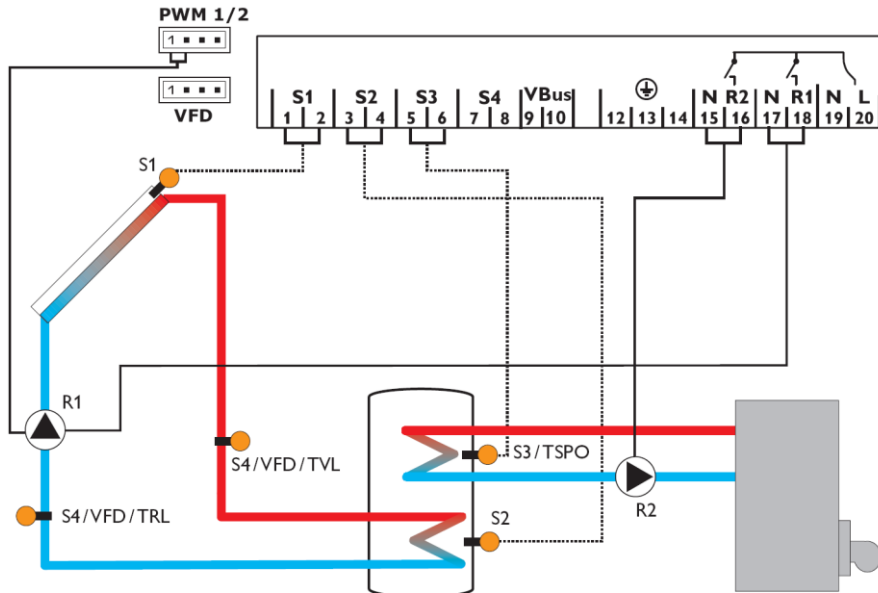 PWM 1/2
1
1
VFD
S1 S2 S3 S4 VBus N R2 N R1 N L
1 2 3 4 5 6 7 8 9 10 12 13 14 15 16 17 18 19 20
S1
R1
S4/VFD/TVL
S3/TSPO
S4/VFD/TRL
S2
R2